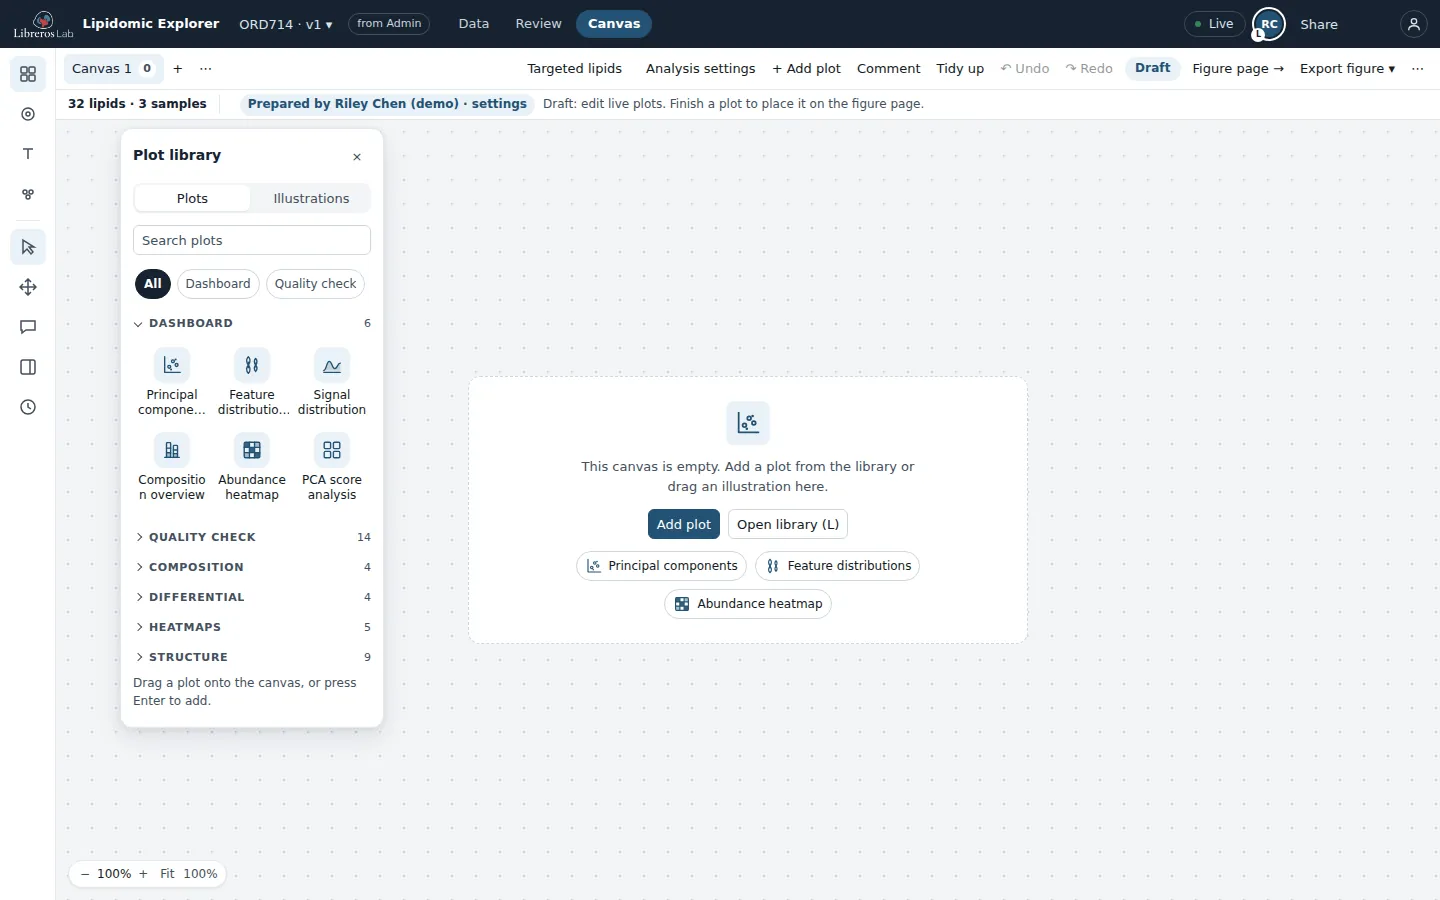 Libreros Lab
Lipidomic Explorer
ORD714 · v1 ▾
from Admin
Data
Review
Canvas
Live
RC
L
Share
Canvas 1 0 + ⋯
Targeted lipids
Analysis settings
+ Add plot
Comment
Tidy up
↶ Undo
↷ Redo
Draft
Figure page →
Export figure ▾
⋯
32 lipids · 3 samples
Prepared by Riley Chen (demo) · settings
Draft: edit live plots. Finish a plot to place it on the figure page.
T
Plot library ×
Plots
Illustrations
Search plots
All
Dashboard
Quality check
DASHBOARD 6
Principal
compone…
Feature
distributio…
Signal
distribution
Compositio
n overview
Abundance
heatmap
PCA score
analysis
QUALITY CHECK 14
COMPOSITION 4
DIFFERENTIAL 4
HEATMAPS 5
STRUCTURE 9
Drag a plot onto the canvas, or press
Enter to add.
This canvas is empty. Add a plot from the library or
drag an illustration here.
Add plot
Open library (L)
Principal components
Feature distributions
Abundance heatmap
− 100% + Fit 100%